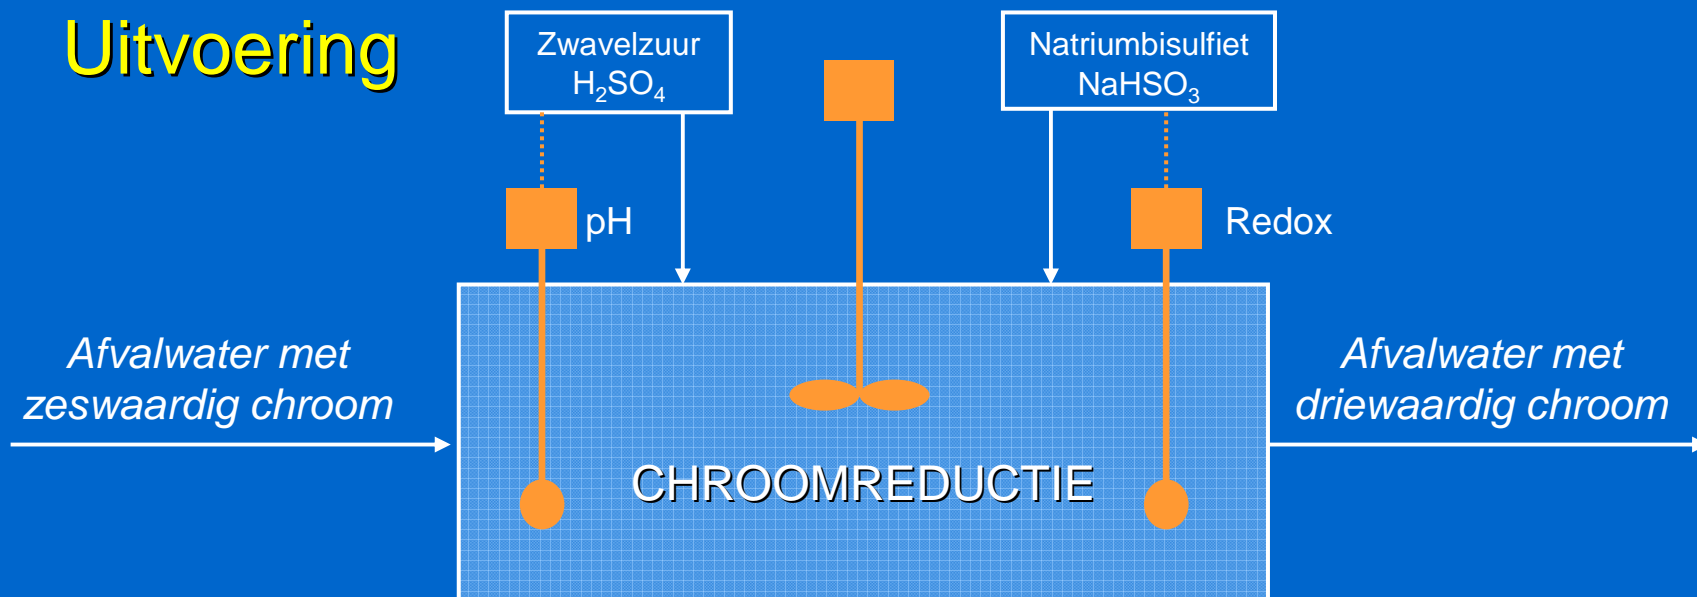 Uitvoering
Zwavelzuur
H₂SO₄
Natriumbisulfiet
NaHSO₃
pH
Redox
Afvalwater met
zeswaardig chroom
Afvalwater met
driewaardig chroom
CHROOMREDUCTIE